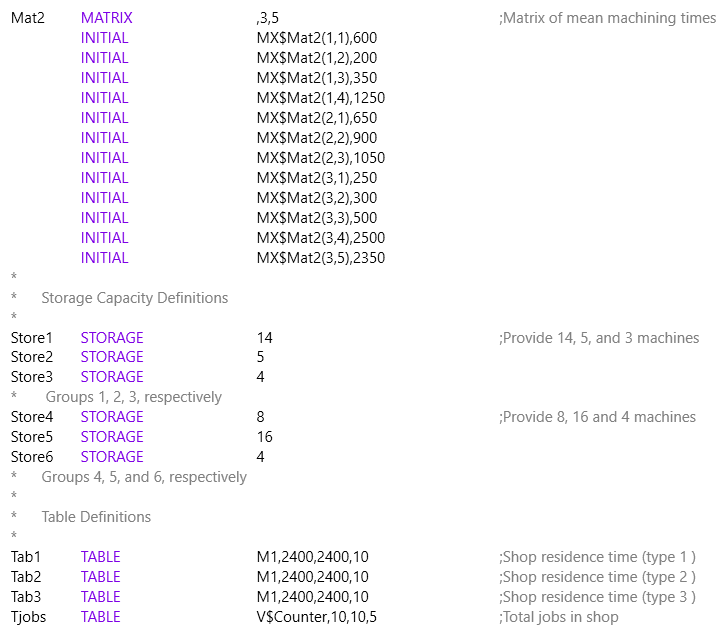 Mat2 MATRIX ,3,5 ;Matrix of mean machining times
INITIAL MX$Mat2(1,1),600
INITIAL MX$Mat2(1,2),200
INITIAL MX$Mat2(1,3),350
INITIAL MX$Mat2(1,4),1250
INITIAL MX$Mat2(2,1),650
INITIAL MX$Mat2(2,2),900
INITIAL MX$Mat2(2,3),1050
INITIAL MX$Mat2(3,1),250
INITIAL MX$Mat2(3,2),300
INITIAL MX$Mat2(3,3),500
INITIAL MX$Mat2(3,4),2500
INITIAL MX$Mat2(3,5),2350
*
* Storage Capacity Definitions
*
Store1 STORAGE 14 ;Provide 14, 5, and 3 machines
Store2 STORAGE 5
Store3 STORAGE 4
* Groups 1, 2, 3, respectively
Store4 STORAGE 8 ;Provide 8, 16 and 4 machines
Store5 STORAGE 16
Store6 STORAGE 4
* Groups 4, 5, and 6, respectively
*
* Table Definitions
*
Tab1 TABLE M1,2400,2400,10 ;Shop residence time (type 1 )
Tab2 TABLE M1,2400,2400,10 ;Shop residence time (type 2 )
Tab3 TABLE M1,2400,2400,10 ;Shop residence time (type 3 )
Tjobs TABLE V$Counter,10,10,5 ;Total jobs in shop